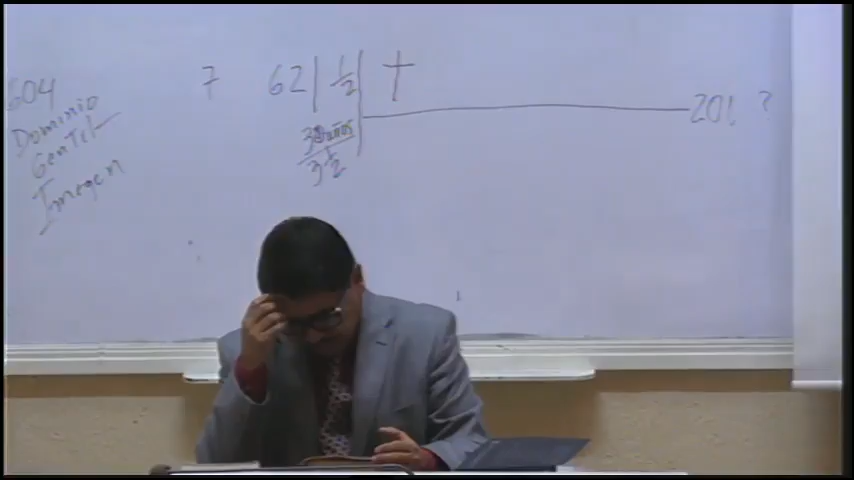 604
Dominio
Gentil
Imagen
7 62 | 1/2 | †
3 1/2
201 ?